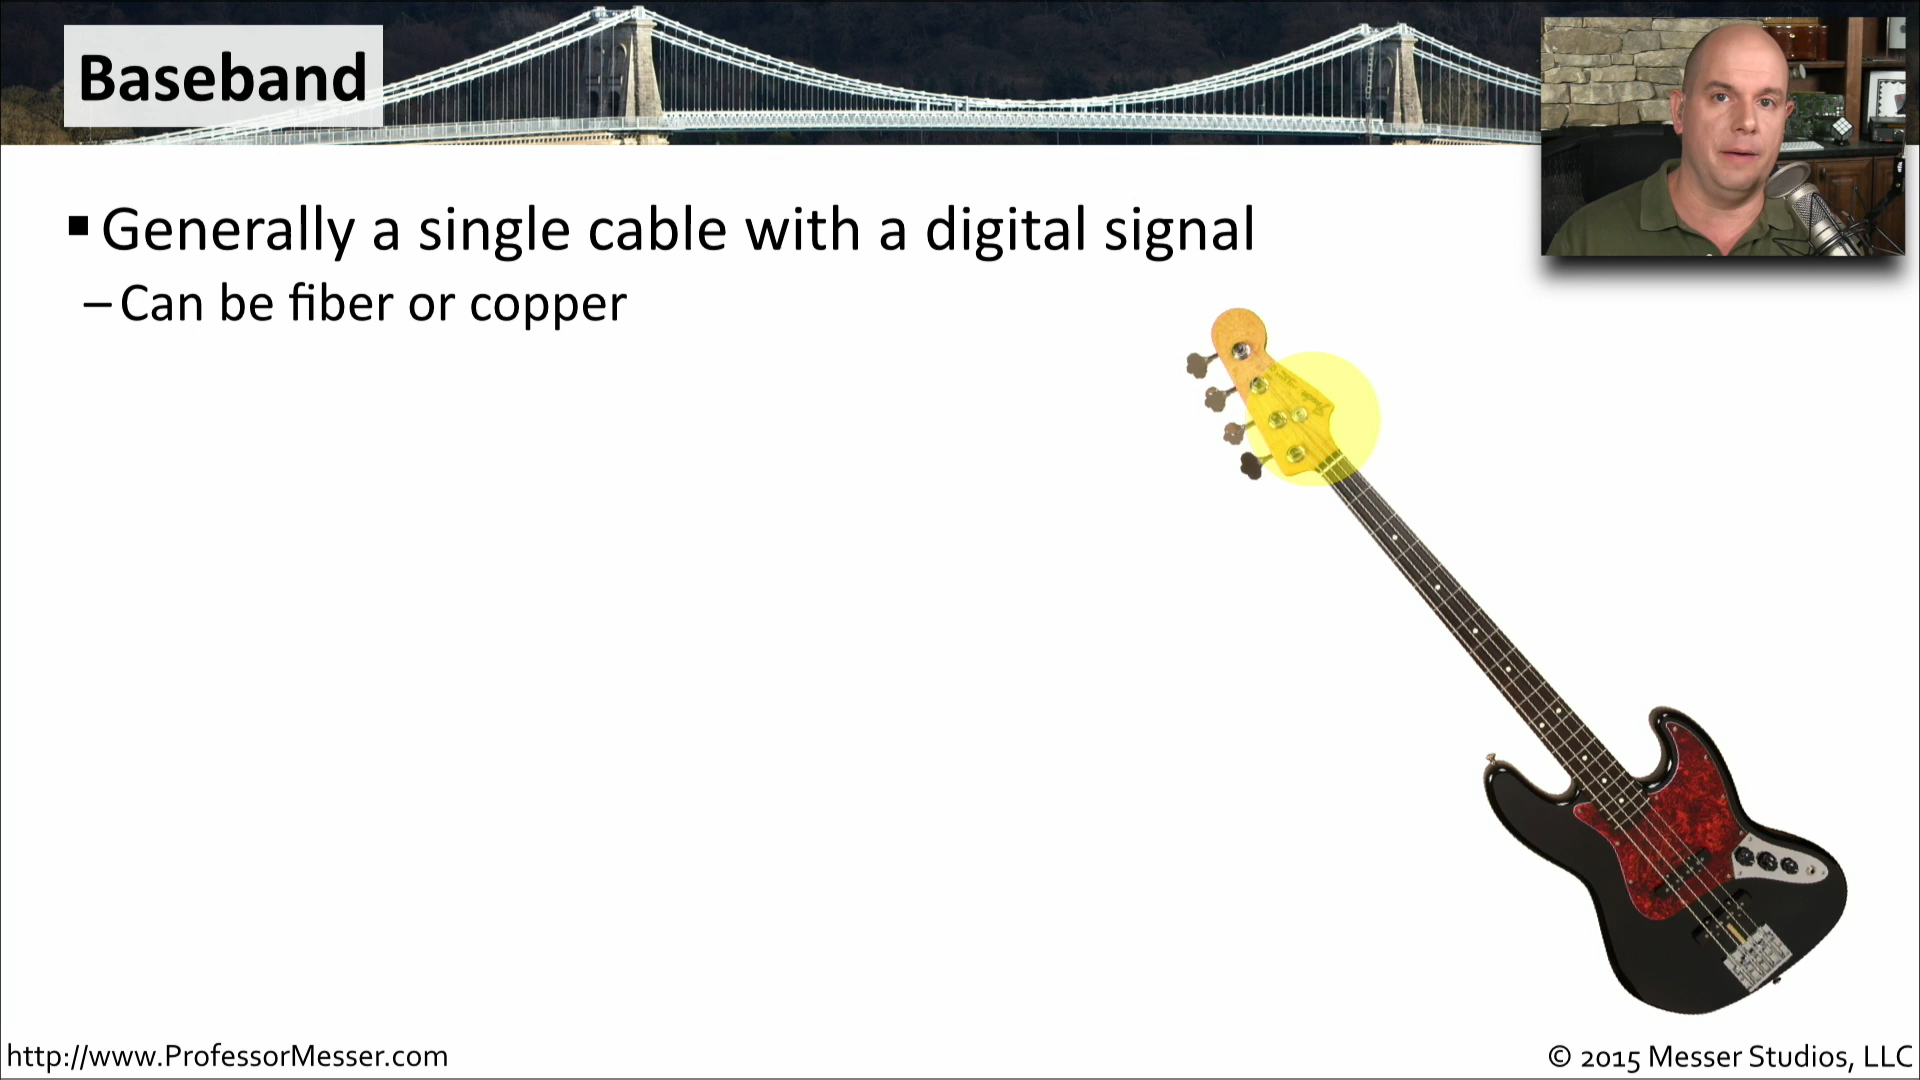 Baseband
▪ Generally a single cable with a digital signal
– Can be fiber or copper
Fender
http://www.ProfessorMesser.com
© 2015 Messer Studios, LLC